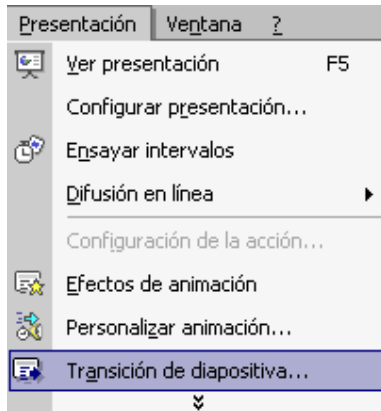 Presentación Ventana ?
Ver presentación F5
Configurar presentación...
Ensayar intervalos
Difusión en línea
Configuración de la acción...
Efectos de animación
Personalizar animación...
Transición de diapositiva...